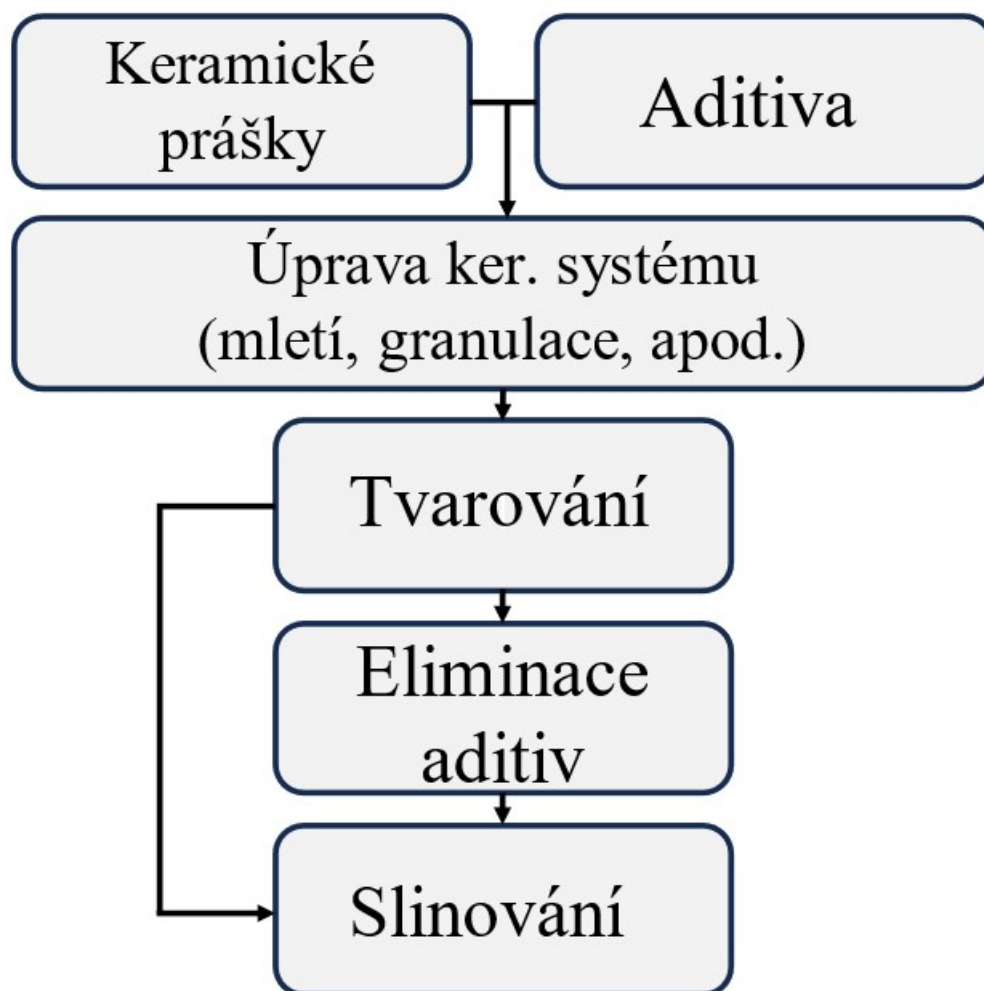 Keramické
prášky
Aditiva
Úprava ker. systému
(mletí, granulace, apod.)
Tvarování
Eliminace
aditiv
Slinování